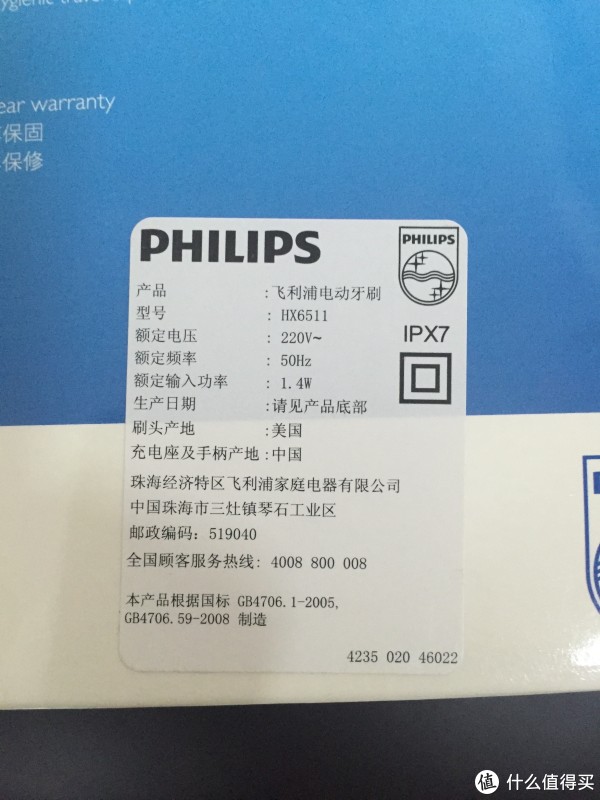 ear warranty
保固
保修
PHILIPS
PHILIPS
产品 :飞利浦电动牙刷
型号 : HX6511
额定电压 : 220V~
IPX7
额定频率 : 50Hz
额定输入功率 : 1.4W
生产日期 :请见产品底部
刷头产地 :美国
充电座及手柄产地:中国
珠海经济特区飞利浦家庭电器有限公司
中国珠海市三灶镇琴石工业区
邮政编码: 519040
全国顾客服务热线: 4008 800 008
本产品根据国标 GB4706.1-2005,
GB4706.59-2008 制造
4235 020 46022
值 什么值得买